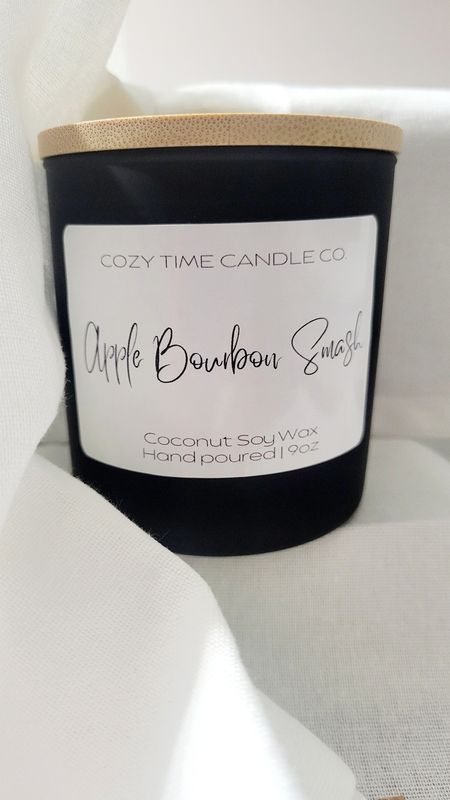 COZY TIME CANDLE CO.
Apple Bourbon Smash
Coconut Soy Wax
Hand poured | 9oz